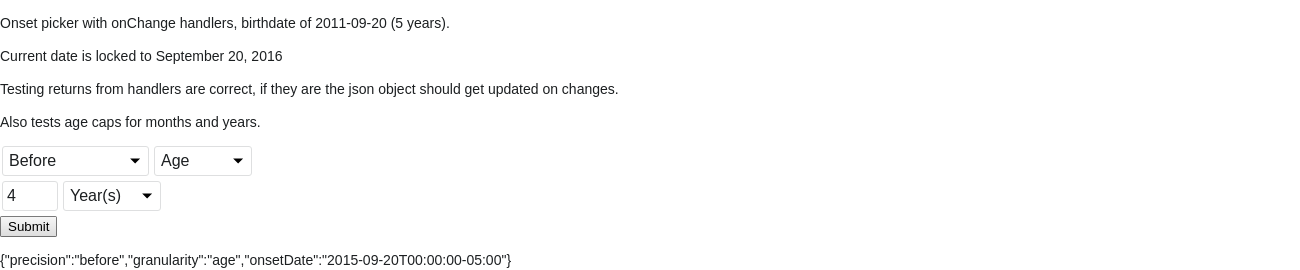 Onset picker with onChange handlers, birthdate of 2011-09-20 (5 years).
Current date is locked to September 20, 2016
Testing returns from handlers are correct, if they are the json object should get updated on changes.
Also tests age caps for months and years.
Before Age
4 Year(s)
Submit
{"precision":"before","granularity":"age","onsetDate":"2015-09-20T00:00:00-05:00"}